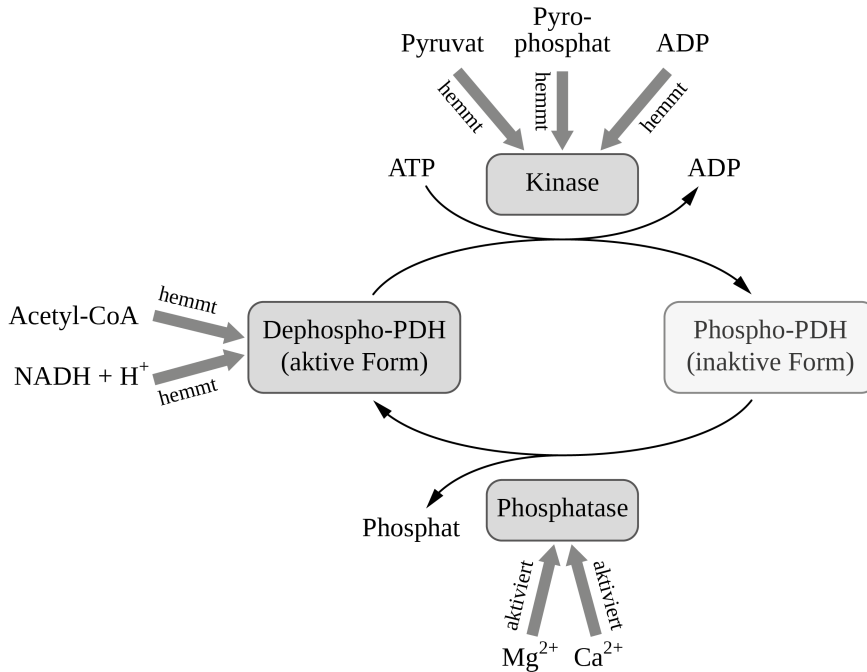 Pyruvat
Pyro-
phosphat
ADP
hemmt
hemmt
hemmt
ATP
Kinase
ADP
Acetyl-CoA
hemmt
NADH + H⁺
hemmt
Dephospho-PDH
(aktive Form)
Phospho-PDH
(inaktive Form)
Phosphat
Phosphatase
aktiviert
aktiviert
Mg²⁺
Ca²⁺